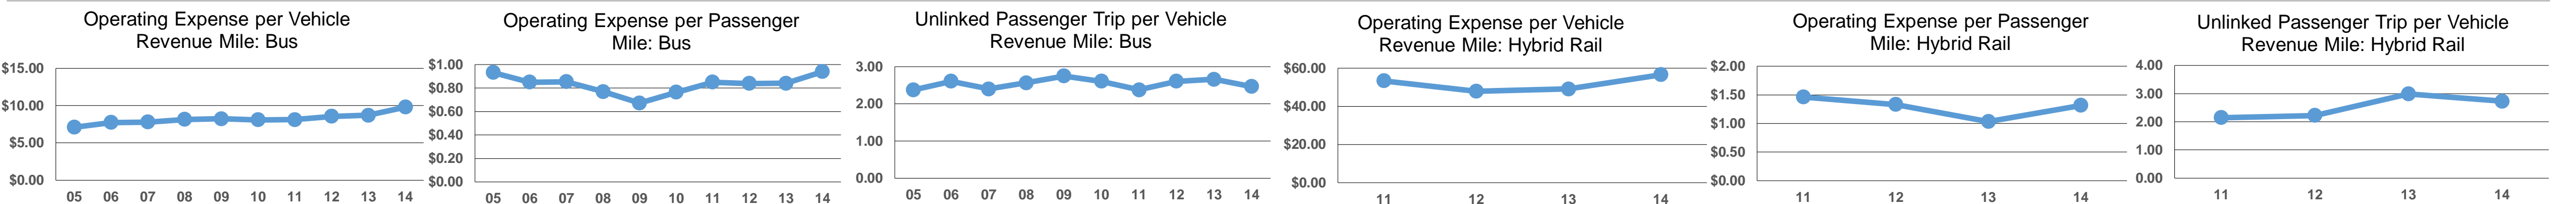 Operating Expense per Vehicle
Revenue Mile: Bus
$15.00
$10.00
$5.00
$0.00
05 06 07 08 09 10 11 12 13 14
Operating Expense per Passenger
Mile: Bus
$1.00
$0.80
$0.60
$0.40
$0.20
$0.00
05 06 07 08 09 10 11 12 13 14
Unlinked Passenger Trip per Vehicle
Revenue Mile: Bus
3.00
2.00
1.00
0.00
05 06 07 08 09 10 11 12 13 14
Operating Expense per Vehicle
Revenue Mile: Hybrid Rail
$60.00
$40.00
$20.00
$0.00
11 12 13 14
Operating Expense per Passenger
Mile: Hybrid Rail
$2.00
$1.50
$1.00
$0.50
$0.00
11 12 13 14
Unlinked Passenger Trip per Vehicle
Revenue Mile: Hybrid Rail
4.00
3.00
2.00
1.00
0.00
11 12 13 14